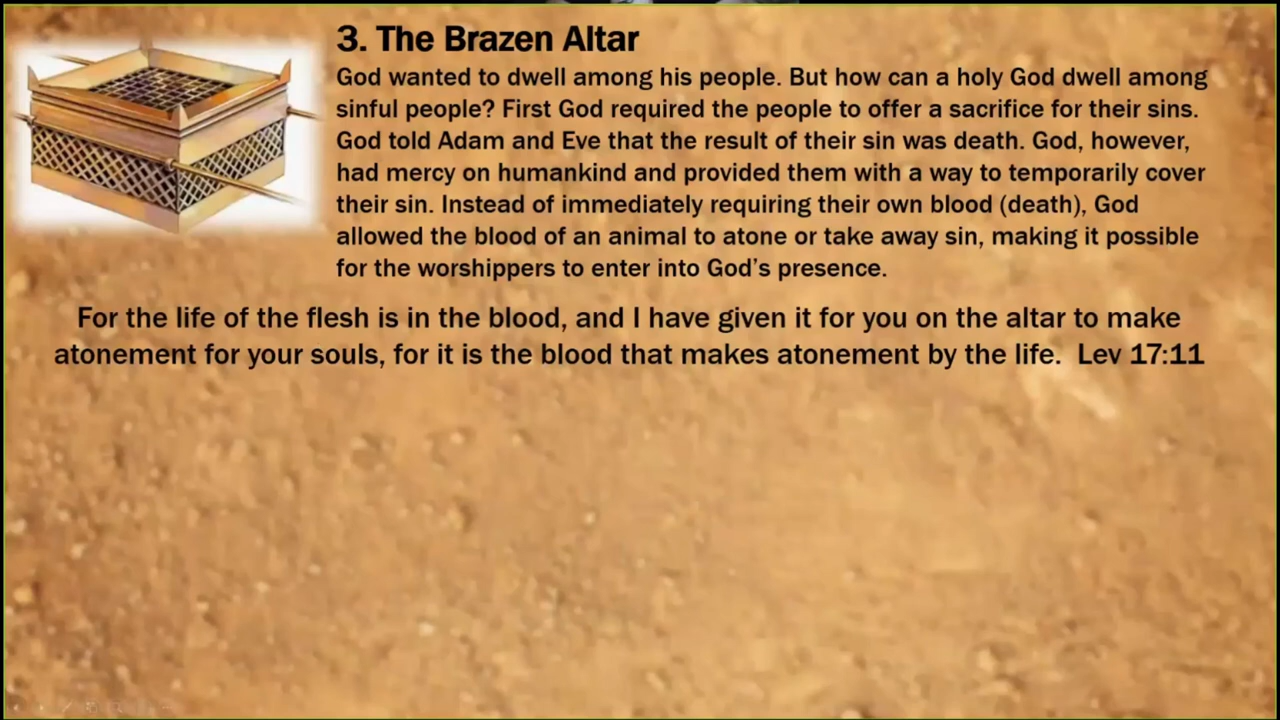 3. The Brazen Altar
God wanted to dwell among his people. But how can a holy God dwell among
sinful people? First God required the people to offer a sacrifice for their sins.
God told Adam and Eve that the result of their sin was death. God, however,
had mercy on humankind and provided them with a way to temporarily cover
their sin. Instead of immediately requiring their own blood (death), God
allowed the blood of an animal to atone or take away sin, making it possible
for the worshippers to enter into God’s presence.
For the life of the flesh is in the blood, and I have given it for you on the altar to make
atonement for your souls, for it is the blood that makes atonement by the life.  Lev 17:11